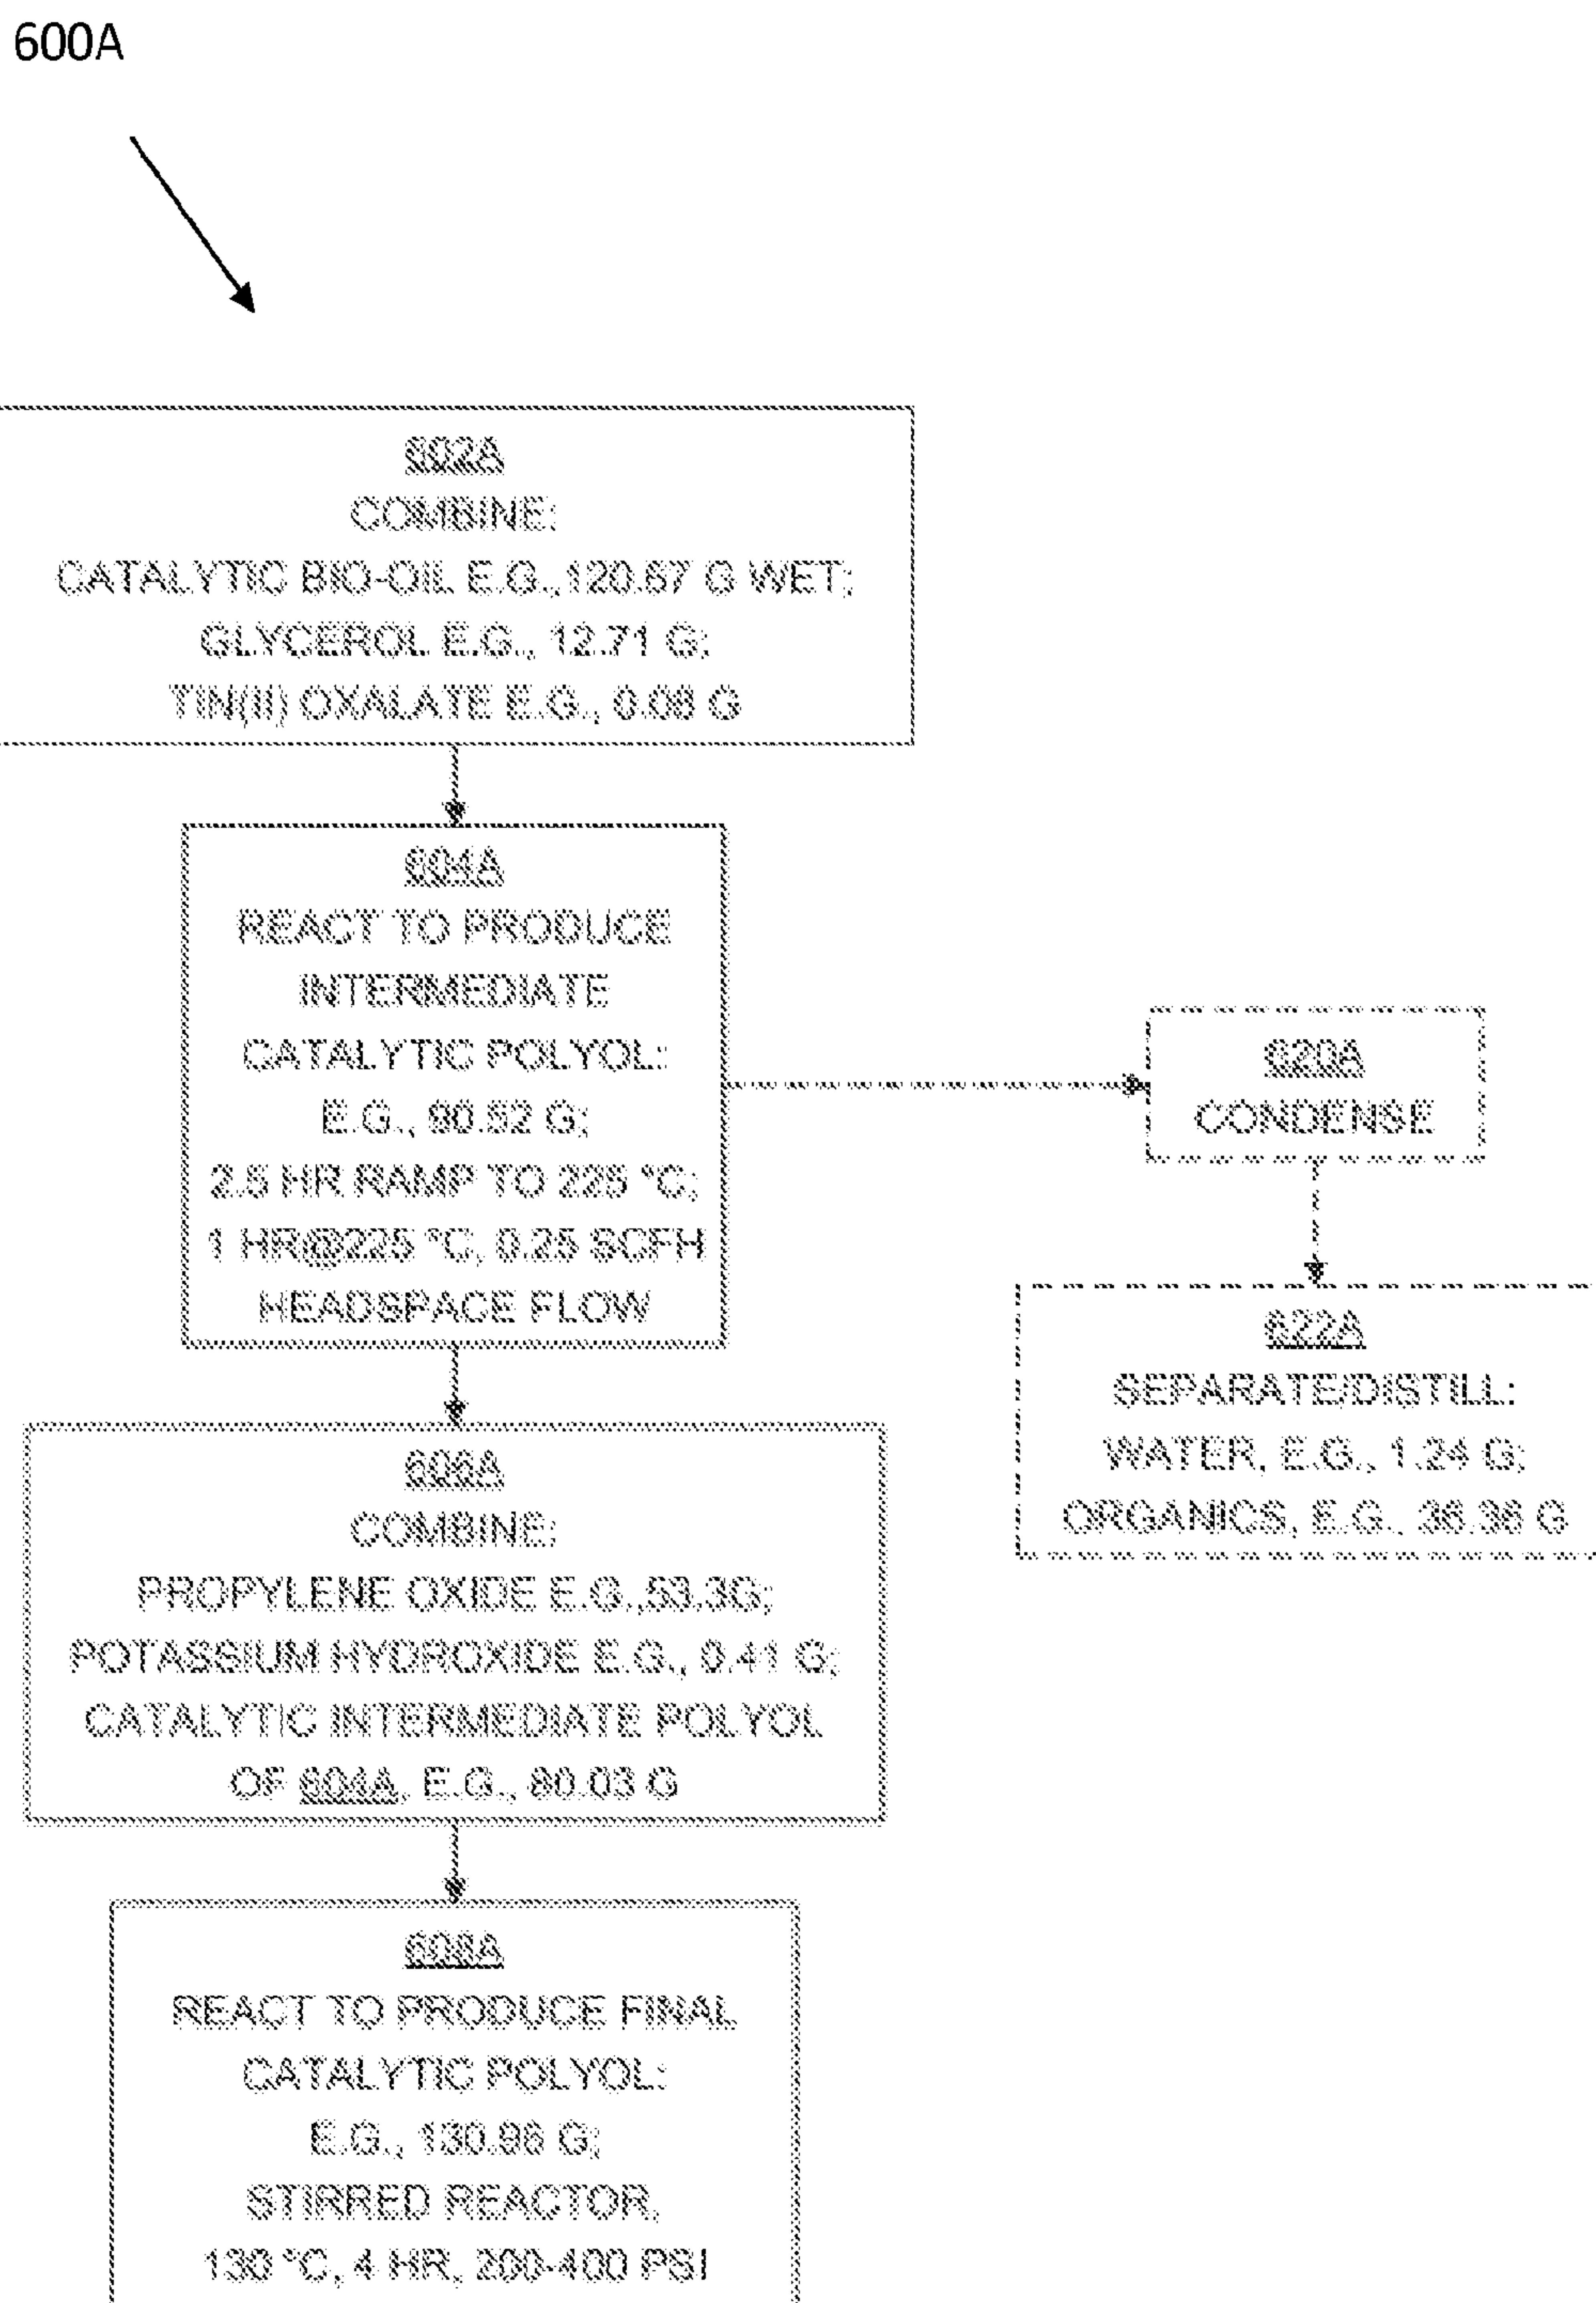 600A
602A
COMBINE:
CATALYTIC BIO-OIL E.G.,120.67 G WET;
GLYCEROL E.G., 12.71 G;
TIN(II) OXALATE E.G., 0.08 G
604A
REACT TO PRODUCE
INTERMEDIATE
CATALYTIC POLYOL:
E.G., 90.52 G;
2.5 HR RAMP TO 225 °C;
1 HR@225 °C, 0.25 SCFH
HEADSPACE FLOW
620A
CONDENSE
622A
SEPARATE/DISTILL:
WATER, E.G., 1.24 G;
ORGANICS, E.G., 36.36 G
606A
COMBINE:
PROPYLENE OXIDE E.G.,53.3G;
POTASSIUM HYDROXIDE E.G., 0.41 G;
CATALYTIC INTERMEDIATE POLYOL
OF 604A, E.G., 80.03 G
608A
REACT TO PRODUCE FINAL
CATALYTIC POLYOL:
E.G., 130.96 G;
STIRRED REACTOR,
130 °C, 4 HR, 200-400 PSI